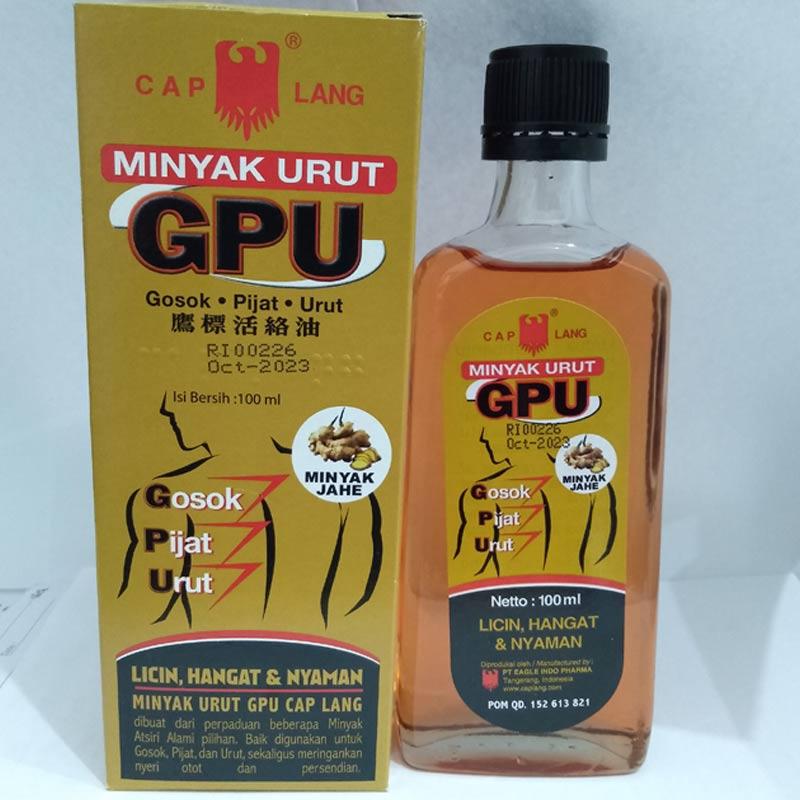 CAP LANG ®
MINYAK URUT
GPU
Gosok • Pijat • Urut
鷹標活絡油
RI00226
Oct-2023
Isi Bersih :100 ml
MINYAK
JAHE
Gosok
Pijat
Urut
LICIN, HANGAT & NYAMAN
MINYAK URUT GPU CAP LANG
dibuat dari perpaduan beberapa Minyak
Atsiri Alami pilihan. Baik digunakan untuk
Gosok, Pijat, dan Urut, sekaligus meringankan
nyeri otot dan persendian.
CAP LANG ®
MINYAK URUT
GPU
RI00226
Oct-2023
MINYAK
JAHE
Gosok
Pijat
Urut
Netto : 100 ml
LICIN, HANGAT
& NYAMAN
Diproduksi oleh / Manufactured by :
PT EAGLE INDO PHARMA
Tangerang, Indonesia
www.caplang.com
POM QD. 152 613 821